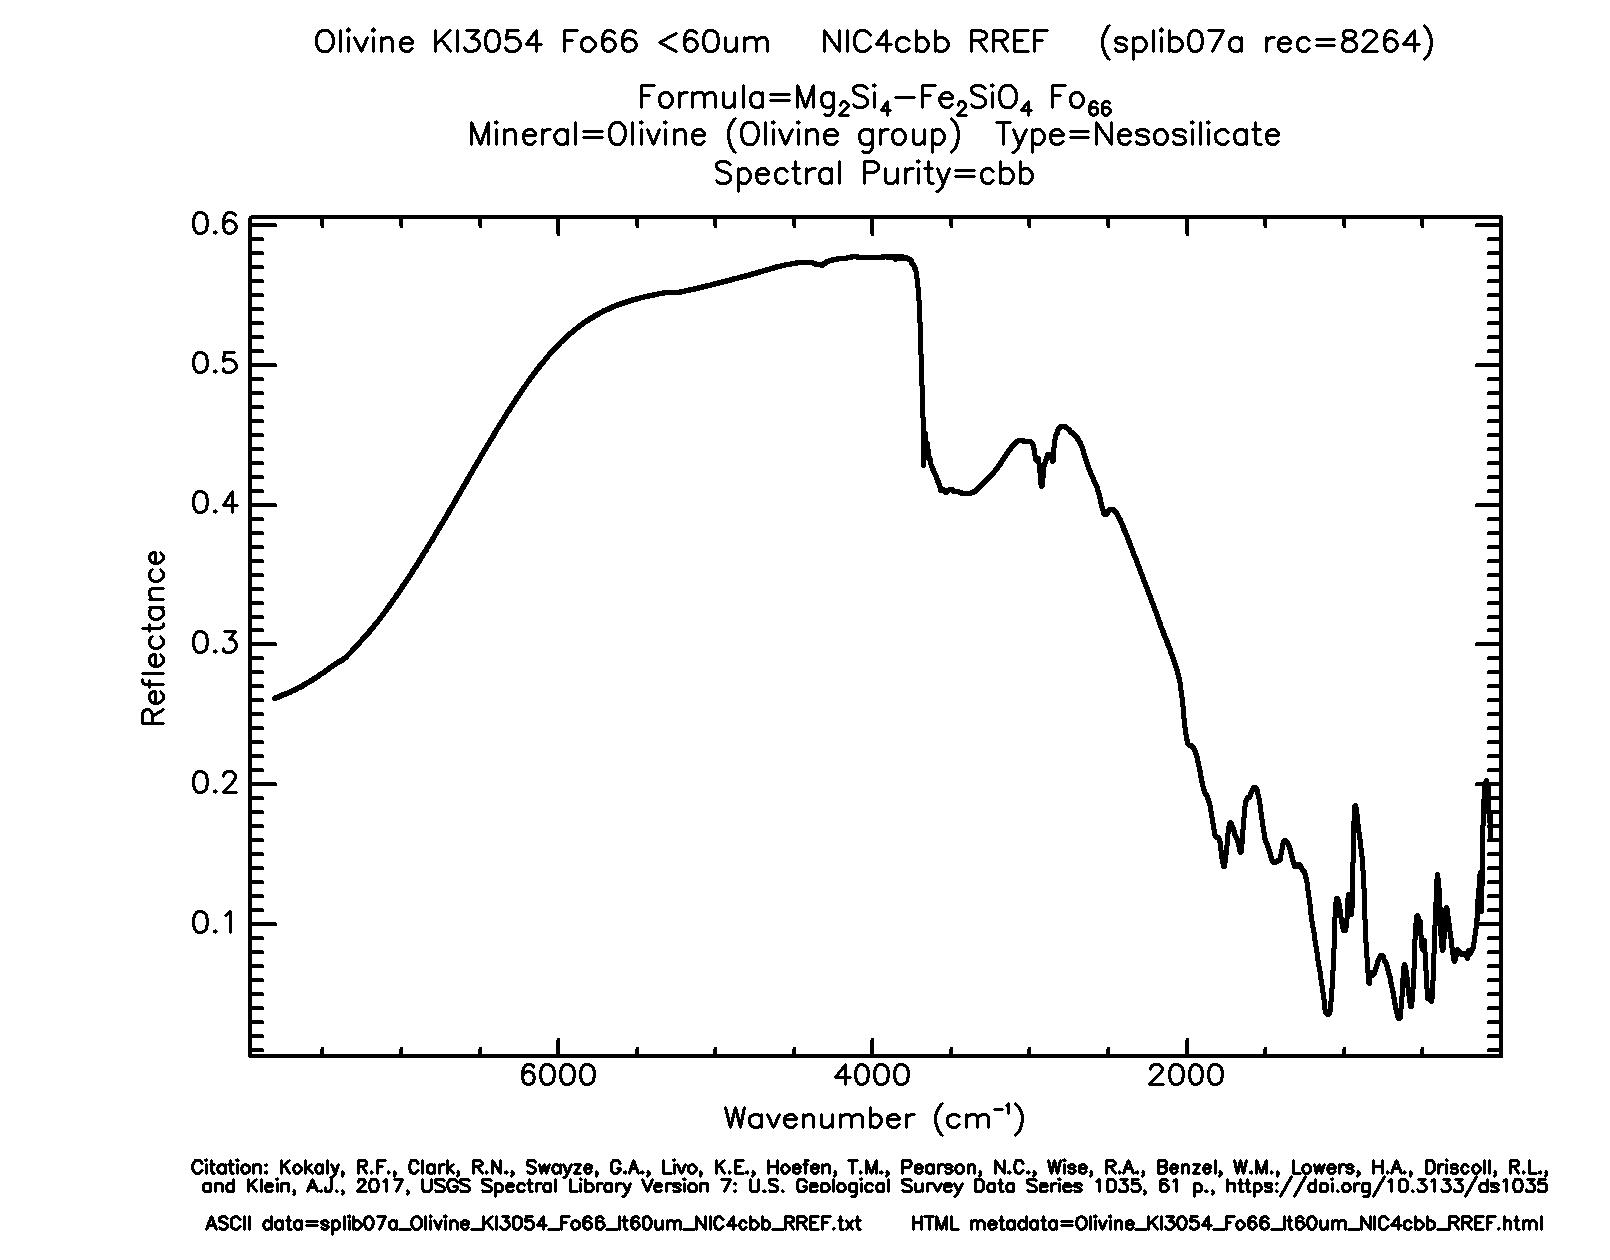 Olivine KI3054 Fo66 <60um NIC4cbb RREF (splib07a rec=8264)
Formula=Mg₂Si₄−Fe₂SiO₄ Fo₆₆
Mineral=Olivine (Olivine group) Type=Nesosilicate
Spectral Purity=cbb
0.6
0.5
0.4
0.3
0.2
0.1
Reflectance
6000 4000 2000
Wavenumber (cm⁻¹)
Citation: Kokaly, R.F., Clark, R.N., Swayze, G.A., Livo, K.E., Hoefen, T.M., Pearson, N.C., Wise, R.A., Benzel, W.M., Lowers, H.A., Driscoll, R.L.,
and Klein, A.J., 2017, USGS Spectral Library Version 7: U.S. Geological Survey Data Series 1035, 61 p., https://doi.org/10.3133/ds1035
ASCII data=splib07a_Olivine_KI3054_Fo66_lt60um_NIC4cbb_RREF.txt HTML metadata=Olivine_KI3054_Fo66_lt60um_NIC4cbb_RREF.html